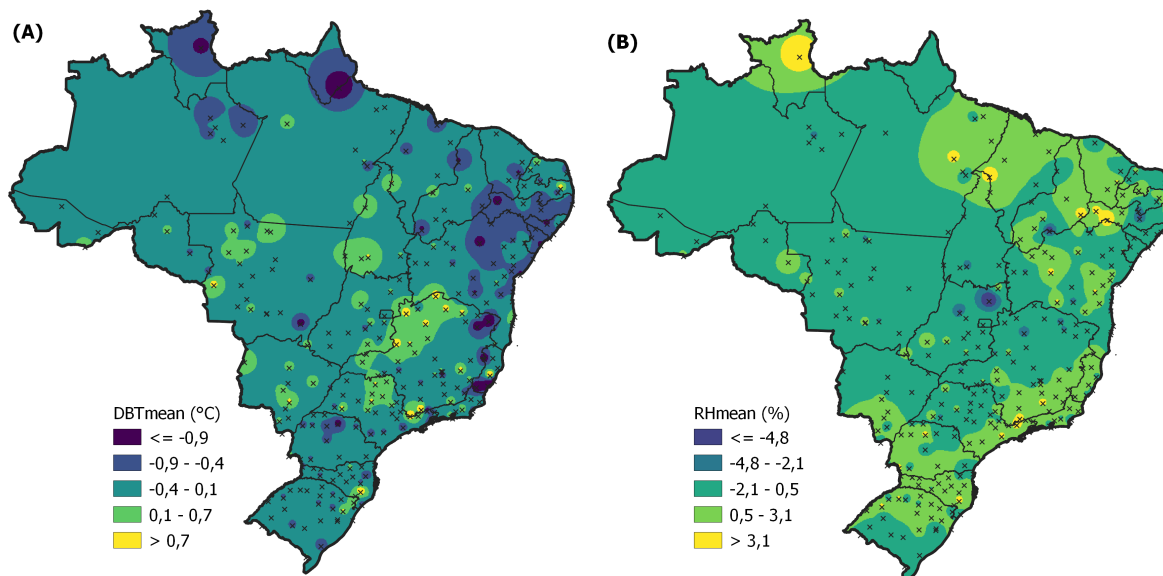 (A)
DBTmean (°C)
<= -0,9
-0,9 - -0,4
-0,4 - 0,1
0,1 - 0,7
> 0,7
(B)
RHmean (%)
<= -4,8
-4,8 - -2,1
-2,1 - 0,5
0,5 - 3,1
> 3,1